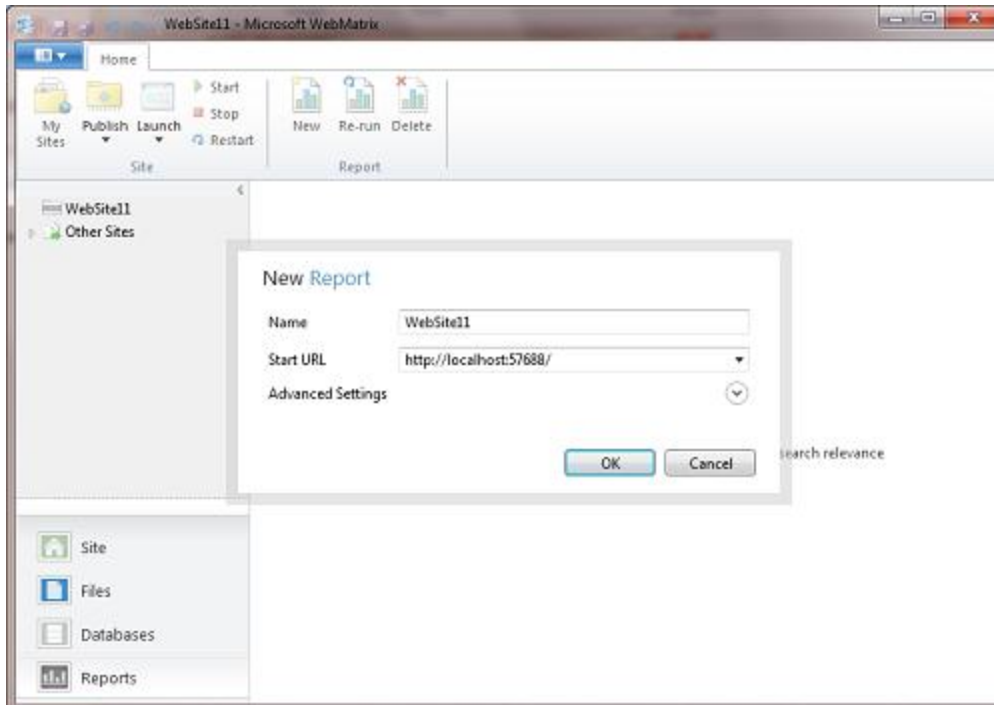 WebSite11 - Microsoft WebMatrix
Home
My Sites
Publish
Launch
Start
Stop
Restart
Site
New
Re-run
Delete
Report
WebSite11
Other Sites
New Report
Name
WebSite11
Start URL
http://localhost:57688/
Advanced Settings
OK
Cancel
search relevance
Site
Files
Databases
Reports